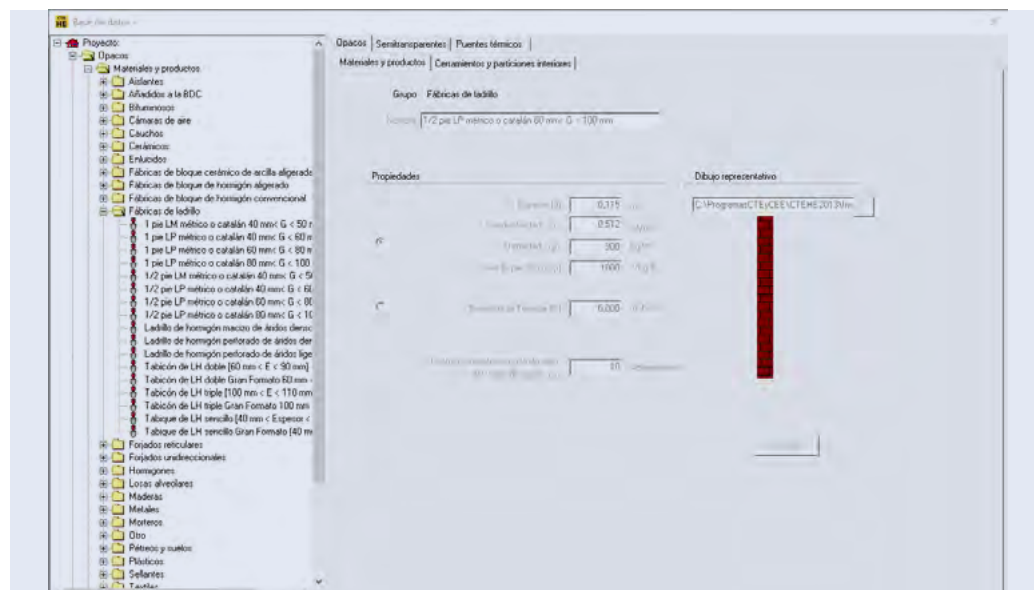 HE Base de datos
Proyecto:
Opacos
Materiales y productos
Aislantes
Añadidos a la BDC
Bituminosos
Cámaras de aire
Cauchos
Cerámicos
Enlucidos
Fábricas de bloque cerámico de arcilla aligerada
Fábricas de bloque de hormigón aligerado
Fábricas de bloque de hormigón convencional
Fábricas de ladrillo
1 pie LM métrico o catalán 40 mm< G < 50 m
1 pie LP métrico o catalán 40 mm< G < 60 m
1 pie LP métrico o catalán 60 mm< G < 80 m
1 pie LP métrico o catalán 80 mm< G < 100
1/2 pie LM métrico o catalán 40 mm< G < 50
1/2 pie LP métrico o catalán 40 mm< G < 60
1/2 pie LP métrico o catalán 60 mm< G < 80
1/2 pie LP métrico o catalán 80 mm< G < 10
Ladrillo de hormigón macizo de áridos densc
Ladrillo de hormigón perforado de áridos der
Ladrillo de hormigón perforado de áridos lige
Tabicón de LH doble [60 mm < E < 90 mm]
Tabicón de LH doble Gran Formato 60 mm <
Tabicón de LH triple [100 mm < E < 110 mm
Tabicón de LH triple Gran Formato 100 mm
Tabique de LH sencillo [40 mm < Espesor <
Tabique de LH sencillo Gran Formato [40 m
Forjados reticulares
Forjados unidireccionales
Hormigones
Losas alveolares
Maderas
Metales
Morteros
Otro
Pétreos y suelos
Plásticos
Sellantes
Textiles
Opacos Semitransparentes Puentes térmicos
Materiales y productos Cerramientos y particiones interiores
Grupo Fábricas de ladrillo
Nombre 1/2 pie LP métrico o catalán 80 mm< G < 100 mm
Propiedades
Dibujo representativo
0,115
C:\ProgramasCTEyCEE\CTEHE2013\Im
0,512
900
1000
0,000
10